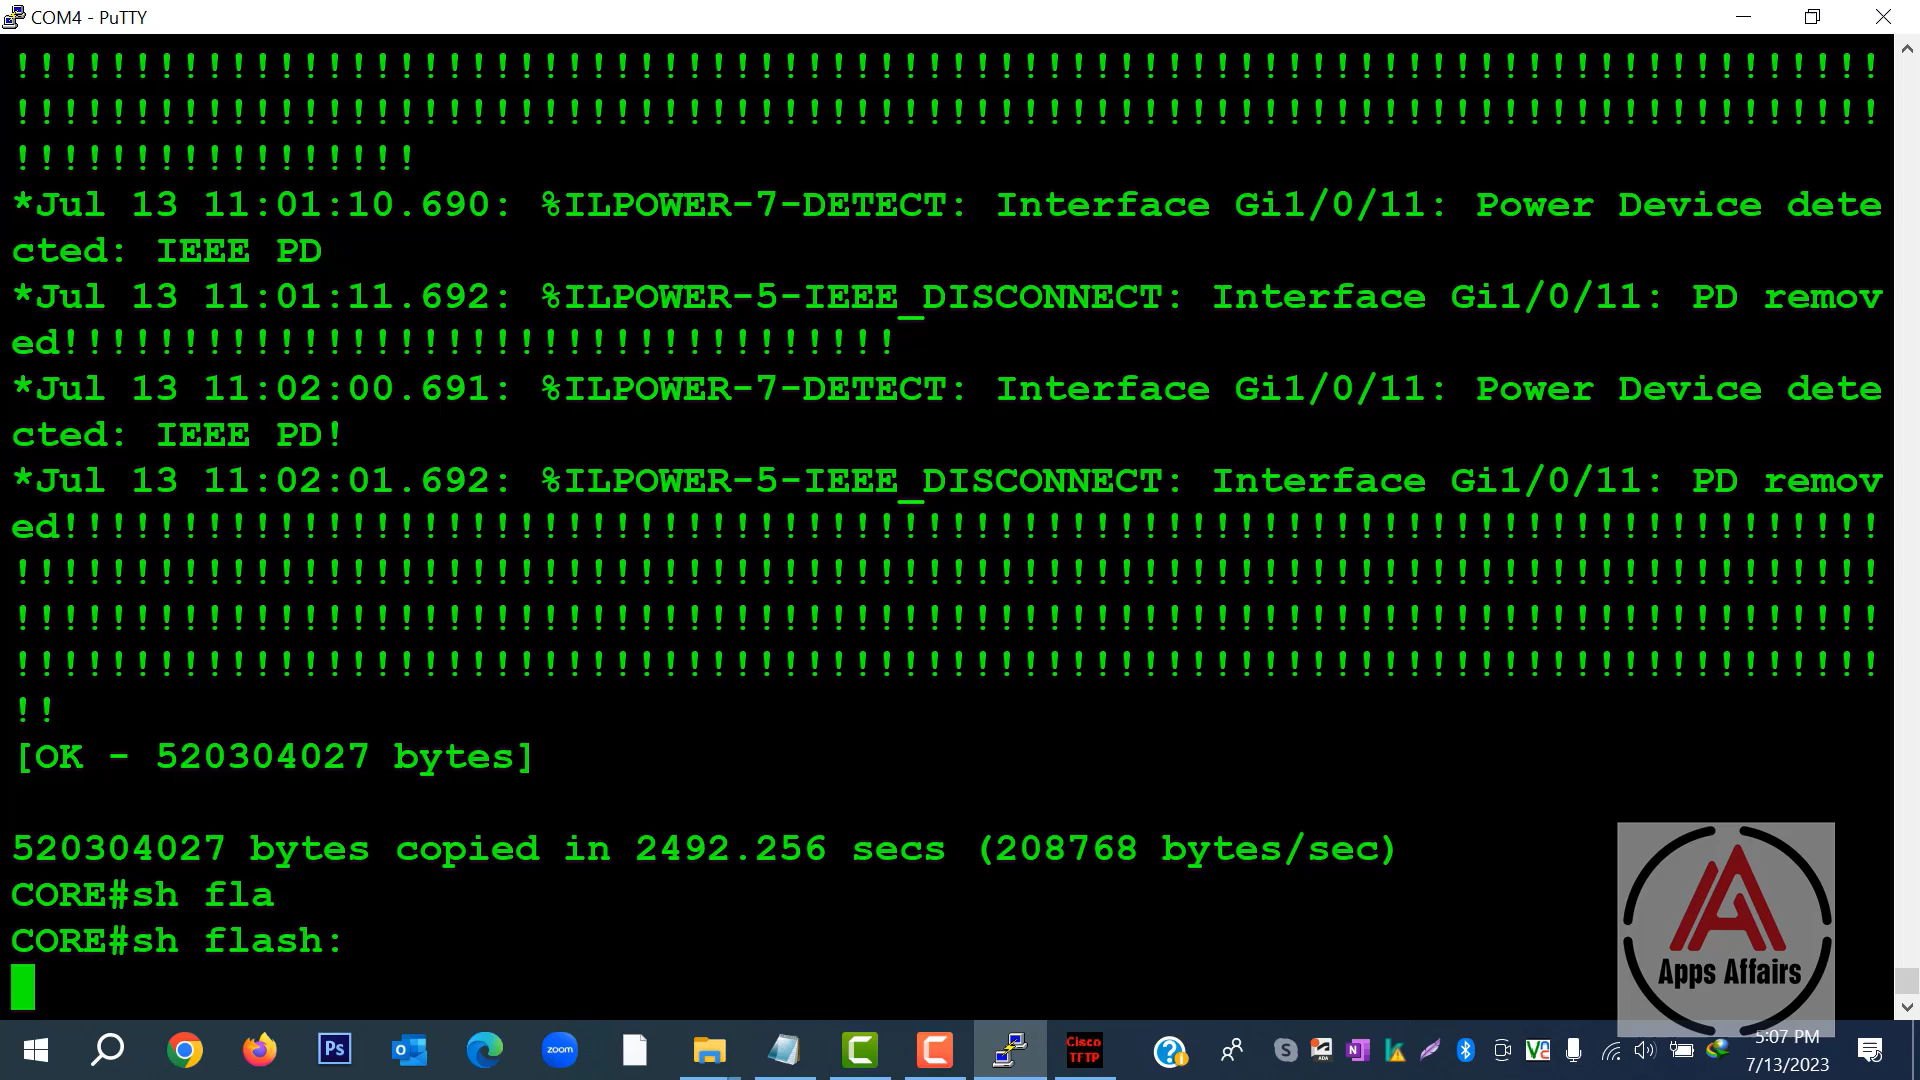 COM4 - PuTTY
!!!!!!!!!!!!!!!!!!!!!!!!!!!!!!!!!!!!!!!!!!!!!!!!!!!!!!!!!!!!!!!!!!!!!!!!!!!!!!
!!!!!!!!!!!!!!!!!!!!!!!!!!!!!!!!!!!!!!!!!!!!!!!!!!!!!!!!!!!!!!!!!!!!!!!!!!!!!!
!!!!!!!!!!!!!!!!!
*Jul 13 11:01:10.690: %ILPOWER-7-DETECT: Interface Gi1/0/11: Power Device dete
cted: IEEE PD
*Jul 13 11:01:11.692: %ILPOWER-5-IEEE_DISCONNECT: Interface Gi1/0/11: PD remov
ed!!!!!!!!!!!!!!!!!!!!!!!!!!!!!!!!!!!
*Jul 13 11:02:00.691: %ILPOWER-7-DETECT: Interface Gi1/0/11: Power Device dete
cted: IEEE PD!
*Jul 13 11:02:01.692: %ILPOWER-5-IEEE_DISCONNECT: Interface Gi1/0/11: PD remov
ed!!!!!!!!!!!!!!!!!!!!!!!!!!!!!!!!!!!!!!!!!!!!!!!!!!!!!!!!!!!!!!!!!!!!!!!!!!!!
!!!!!!!!!!!!!!!!!!!!!!!!!!!!!!!!!!!!!!!!!!!!!!!!!!!!!!!!!!!!!!!!!!!!!!!!!!!!!!
!!!!!!!!!!!!!!!!!!!!!!!!!!!!!!!!!!!!!!!!!!!!!!!!!!!!!!!!!!!!!!!!!!!!!!!!!!!!!!
!!!!!!!!!!!!!!!!!!!!!!!!!!!!!!!!!!!!!!!!!!!!!!!!!!!!!!!!!!!!!!!!!!!!!!!!!!!!!!
!!
[OK - 520304027 bytes]
520304027 bytes copied in 2492.256 secs (208768 bytes/sec)
CORE#sh fla
CORE#sh flash:
Apps Affairs
Ps
zoom
Cisco
TFTP
5:07 PM
7/13/2023